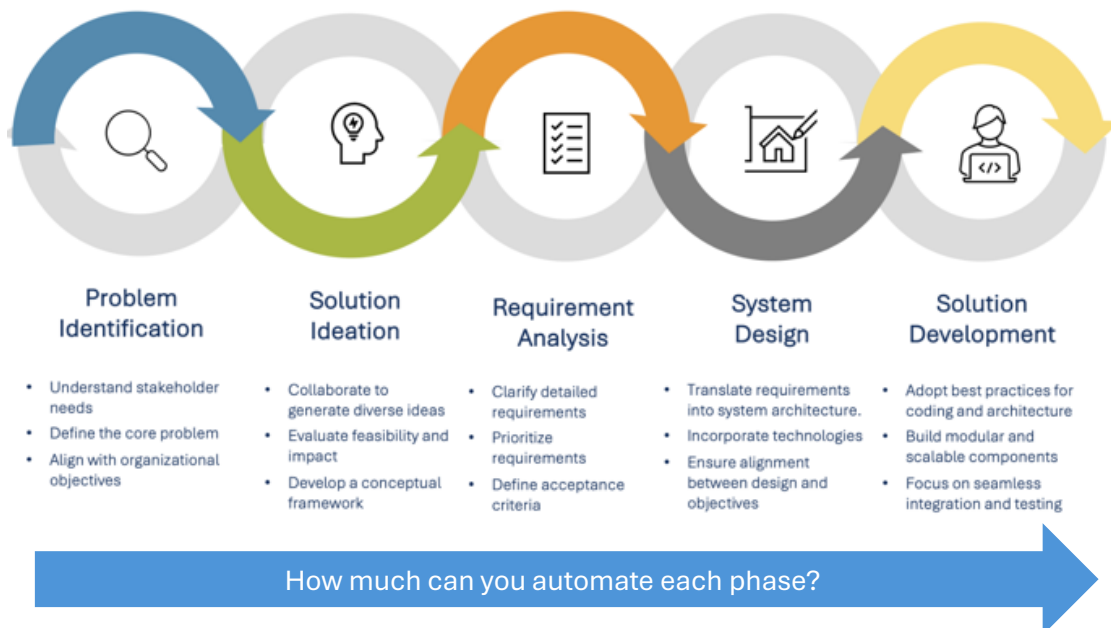 </>
Problem
Identification
Solution
Ideation
Requirement
Analysis
System
Design
Solution
Development
• Understand stakeholder
needs
• Define the core problem
• Align with organizational
objectives
• Collaborate to
generate diverse ideas
• Evaluate feasibility and
impact
• Develop a conceptual
framework
• Clarify detailed
requirements
• Prioritize
requirements
• Define acceptance
criteria
• Translate requirements
into system architecture.
• Incorporate technologies
• Ensure alignment
between design and
objectives
• Adopt best practices for
coding and architecture
• Build modular and
scalable components
• Focus on seamless
integration and testing
How much can you automate each phase?